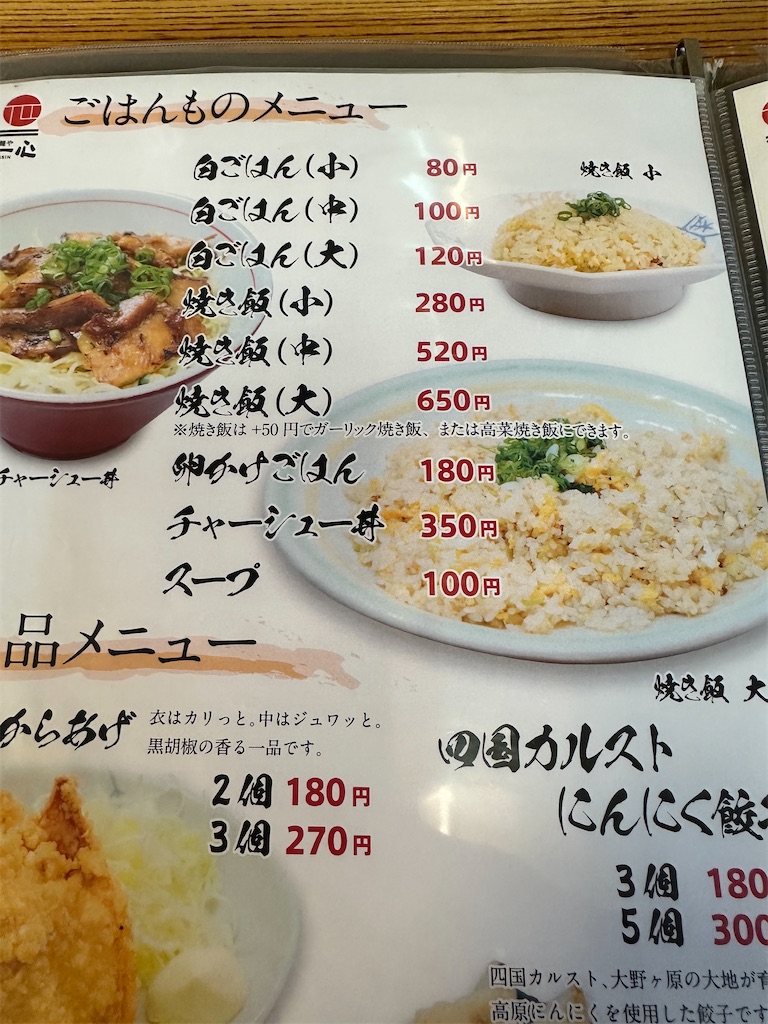 ごはんものメニュー
一心
白ごはん(小) 80円
白ごはん(中) 100円
白ごはん(大) 120円
焼き飯(小) 280円
焼き飯(中) 520円
焼き飯(大) 650円
※焼き飯は +50 円でガーリック焼き飯、または高菜焼き飯にできます。
卵かけごはん 180円
チャーシュー丼 350円
スープ 100円
焼き飯 小
チャーシュー丼
焼き飯 大
品メニュー
からあげ
衣はカリっと。中はジュワッと。
黒胡椒の香る一品です。
2個 180円
3個 270円
四国カルスト
にんにく餃
3個 180
5個 300
四国カルスト、大野ヶ原の大地が育
高原にんにくを使用した餃子です